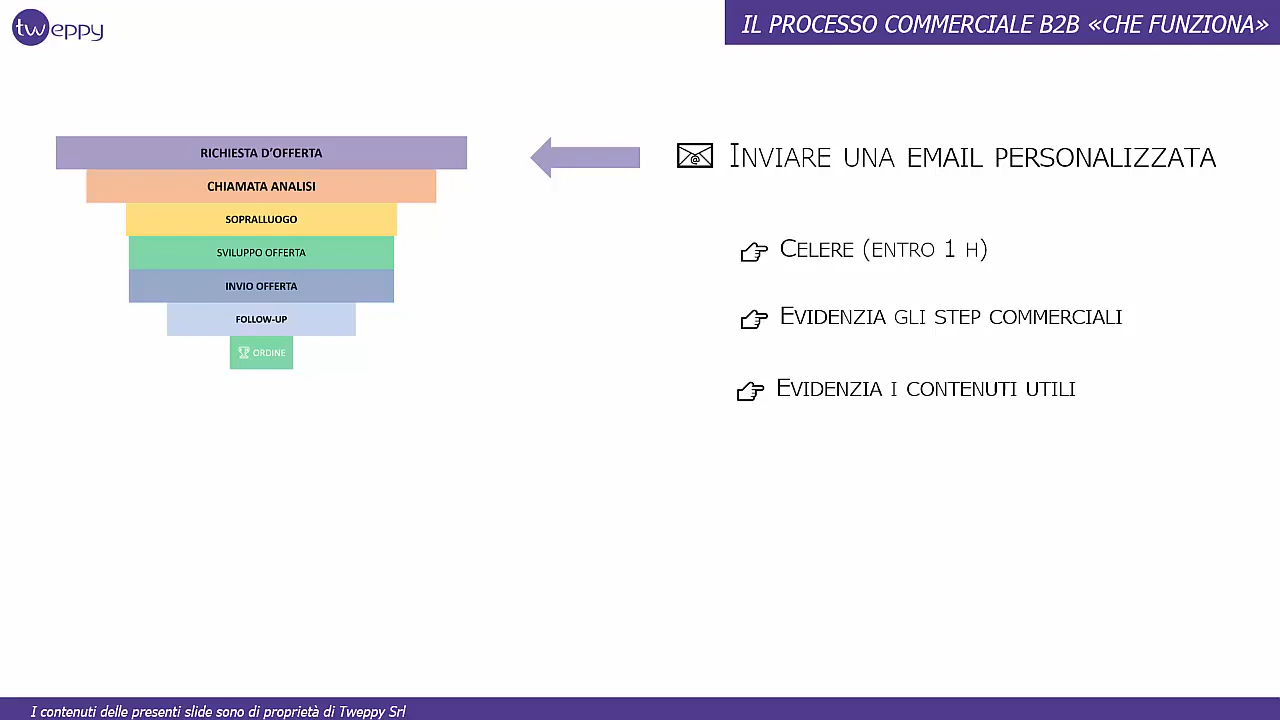 tweppy
IL PROCESSO COMMERCIALE B2B «CHE FUNZIONA»
RICHIESTA D'OFFERTA
CHIAMATA ANALISI
SOPRALLUOGO
SVILUPPO OFFERTA
INVIO OFFERTA
FOLLOW-UP
ORDINE
INVIARE UNA EMAIL PERSONALIZZATA
CELERE (ENTRO 1 H)
EVIDENZIA GLI STEP COMMERCIALI
EVIDENZIA I CONTENUTI UTILI
I contenuti delle presenti slide sono di proprietà di Tweppy Srl